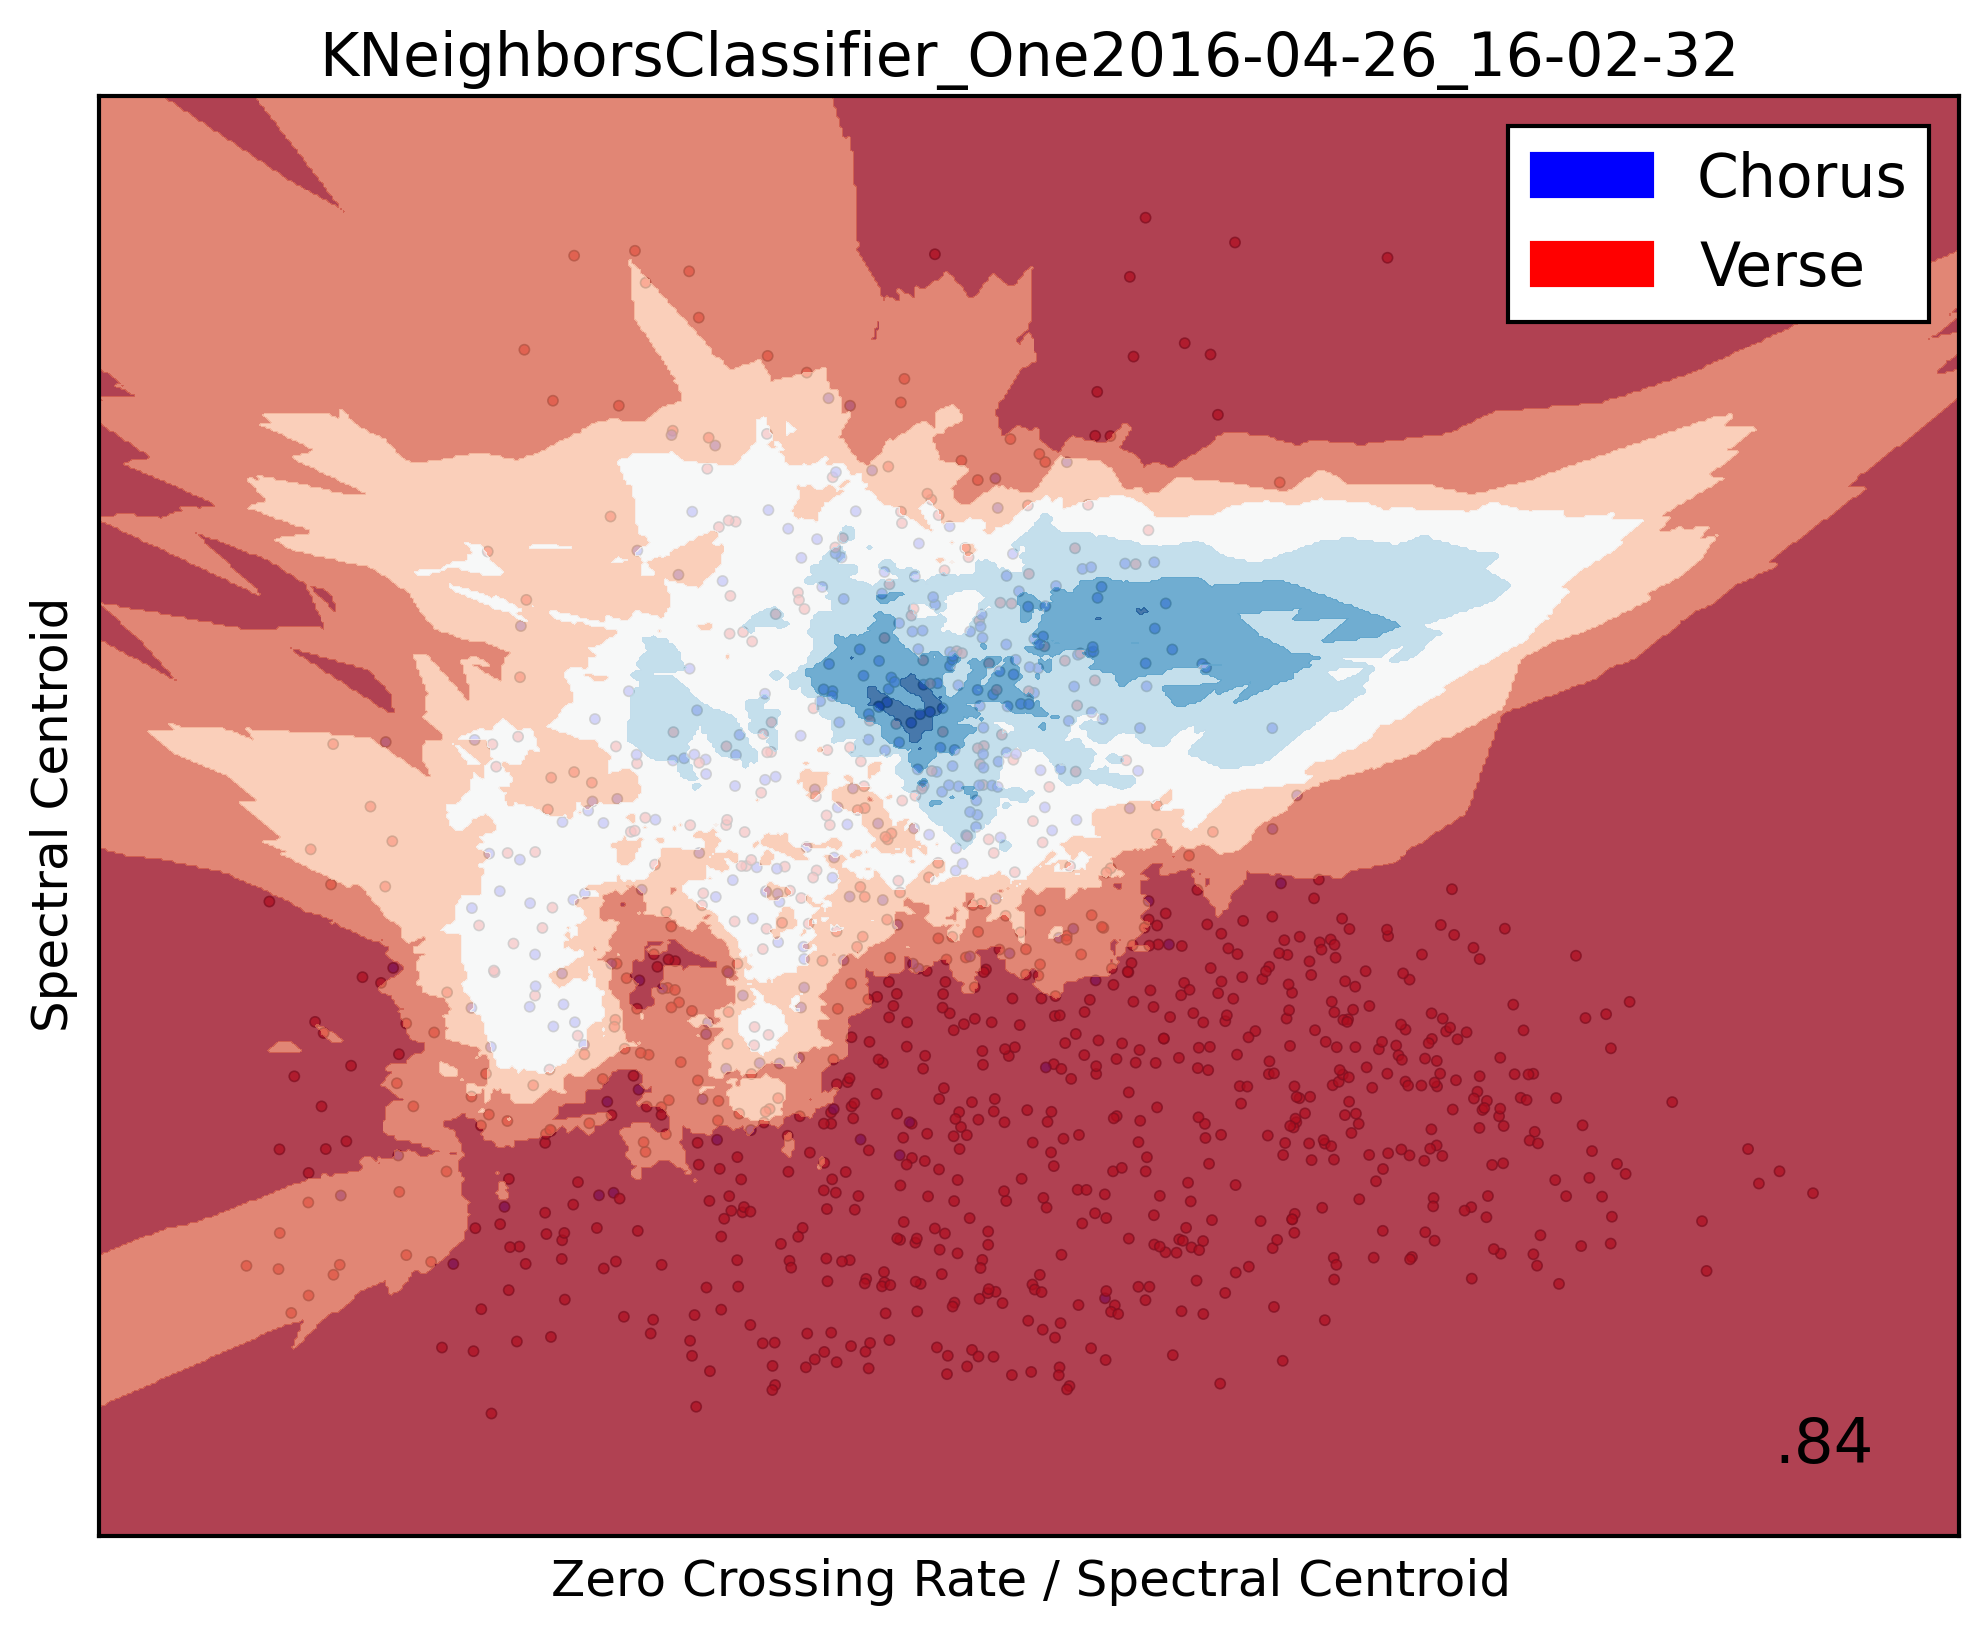 KNeighborsClassifier_One2016-04-26_16-02-32
Chorus
Verse
Spectral Centroid
.84
Zero Crossing Rate / Spectral Centroid